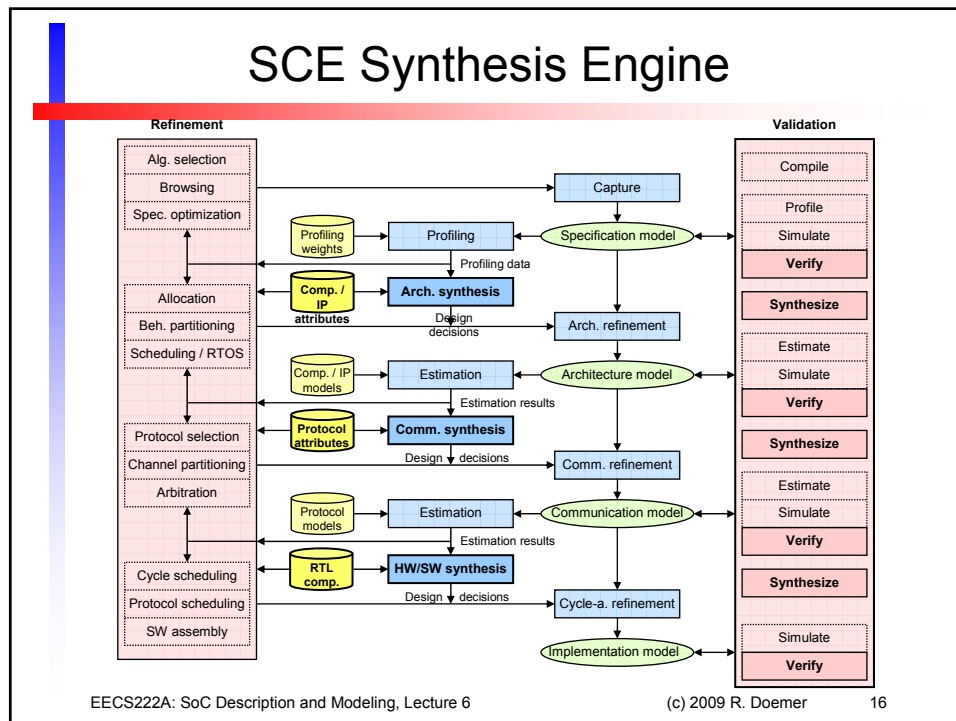 SCE Synthesis Engine
Refinement
Validation
Alg. selection
Browsing
Spec. optimization
Capture
Compile
Profile
Profiling
weights
Profiling
Specification model
Simulate
Verify
Profiling data
Allocation
Beh. partitioning
Scheduling / RTOS
Comp. /
IP
attributes
Arch. synthesis
Design
decisions
Arch. refinement
Synthesize
Estimate
Comp. / IP
models
Estimation
Architecture model
Simulate
Verify
Estimation results
Protocol selection
Channel partitioning
Arbitration
Protocol
attributes
Comm. synthesis
Design decisions
Comm. refinement
Synthesize
Estimate
Protocol
models
Estimation
Communication model
Simulate
Verify
Estimation results
Cycle scheduling
Protocol scheduling
SW assembly
RTL
comp.
HW/SW synthesis
Design decisions
Cycle-a. refinement
Synthesize
Implementation model
Simulate
Verify
EECS222A: SoC Description and Modeling, Lecture 6
(c) 2009 R. Doemer
16